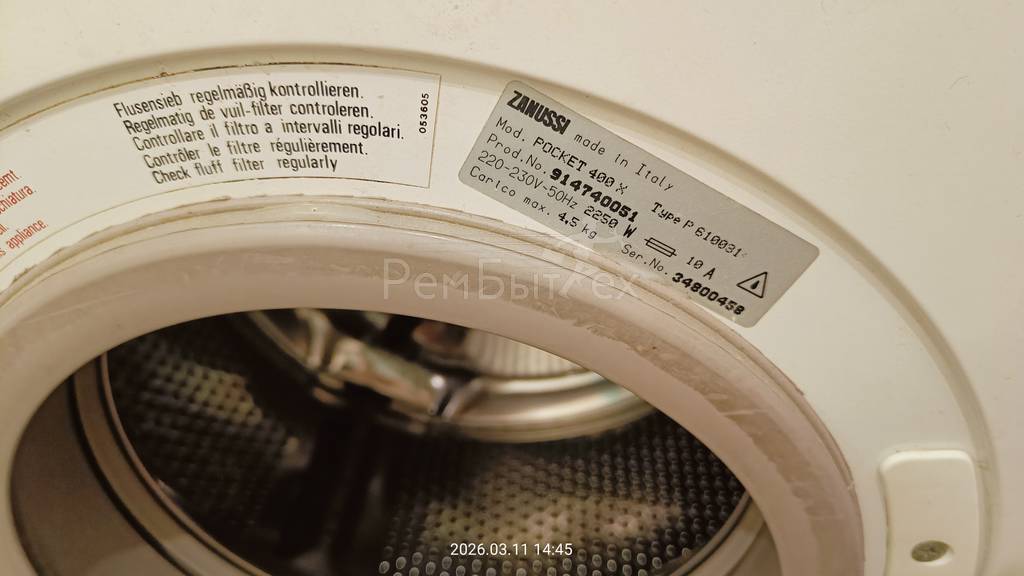 Flusensieb regelmäßig kontrollieren.
Regelmatig de vuil-filter controleren.
Controllare il filtro a intervalli regolari.
Contrôler le filtre régulièrement.
Check fluff filter regularly
053605
appliance
ZANUSSI made in Italy
Mod. POCKET 400 X Type P610031
Prod.No. 914740051
220-230V-50Hz 2250 W 10 A
Carico max. 4,5 kg Ser.No. 34800458
РемБытТех
2026.03.11 14:45